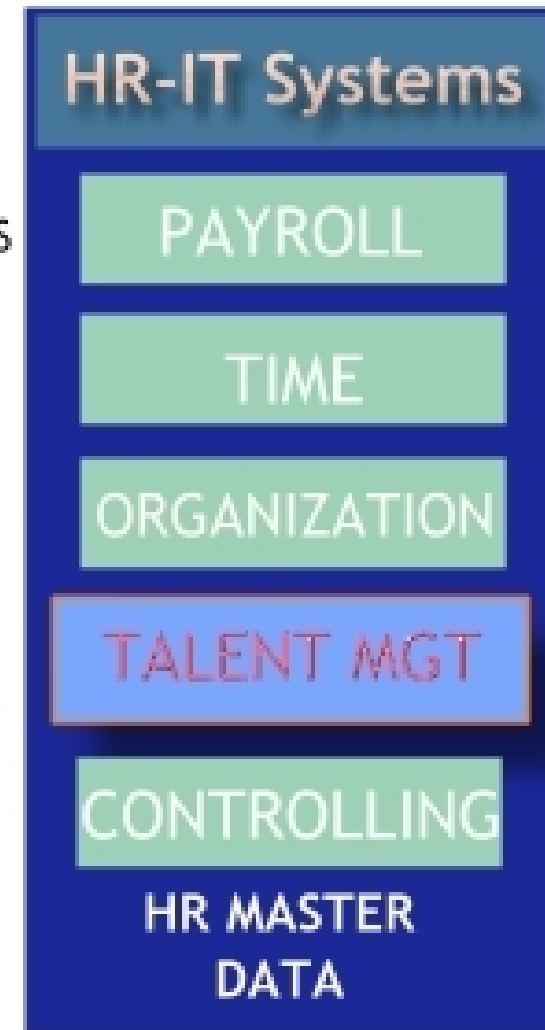 HR-IT Systems
S
PAYROLL
TIME
ORGANIZATION
TALENT MGT
CONTROLLING
HR MASTER
DATA